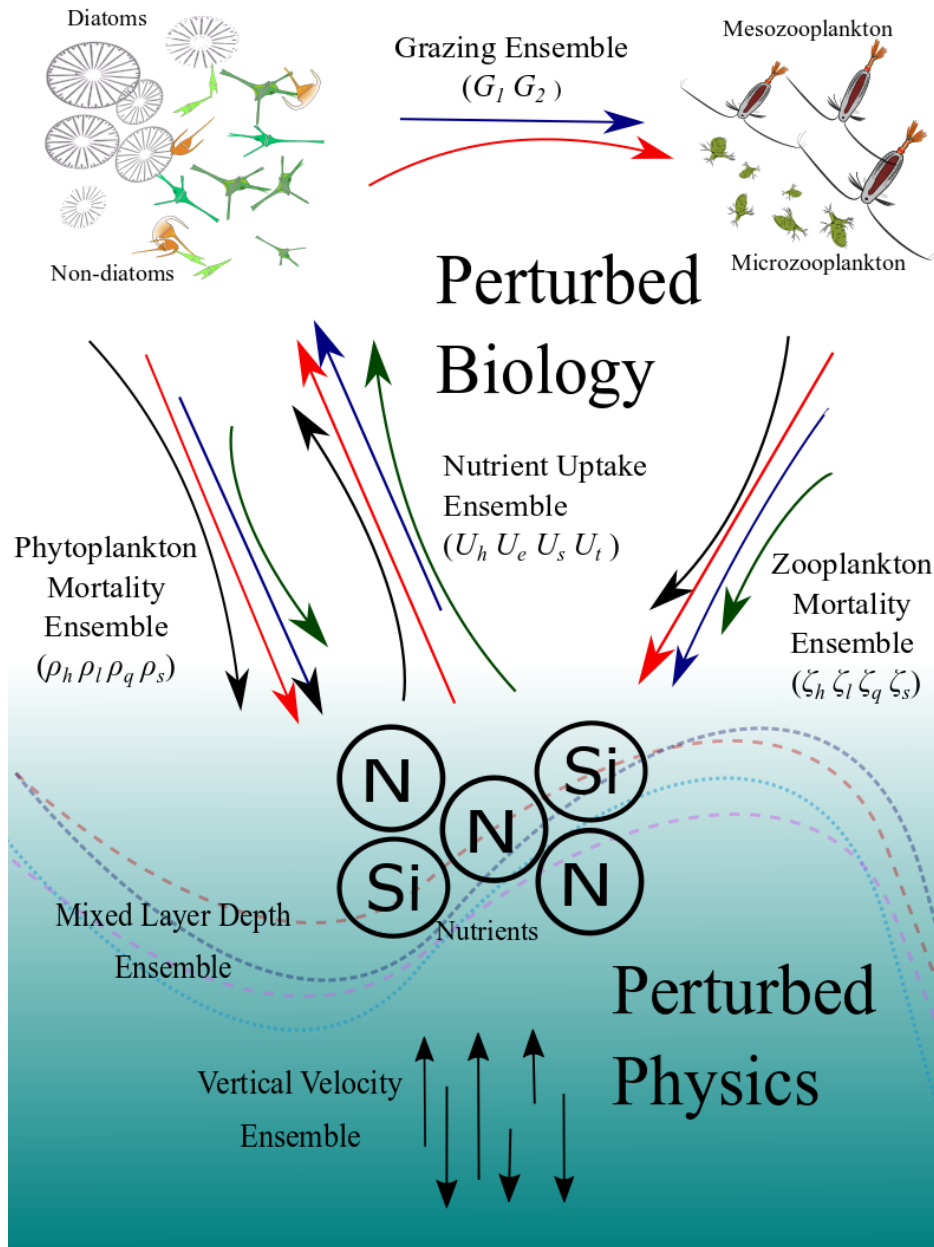 Diatoms
Grazing Ensemble
(G₁ G₂ )
Mesozooplankton
Non-diatoms
Microzooplankton
Perturbed
Biology
Nutrient Uptake
Ensemble
(Uₕ Uₑ Uₛ Uₜ )
Phytoplankton
Mortality
Ensemble
(ρₕ ρₗ ρ_q ρₛ)
Zooplankton
Mortality
Ensemble
(ζₕ ζₗ ζ_q ζₛ)
N
Si
N
Si
N
Nutrients
Mixed Layer Depth
Ensemble
Perturbed
Physics
Vertical Velocity
Ensemble